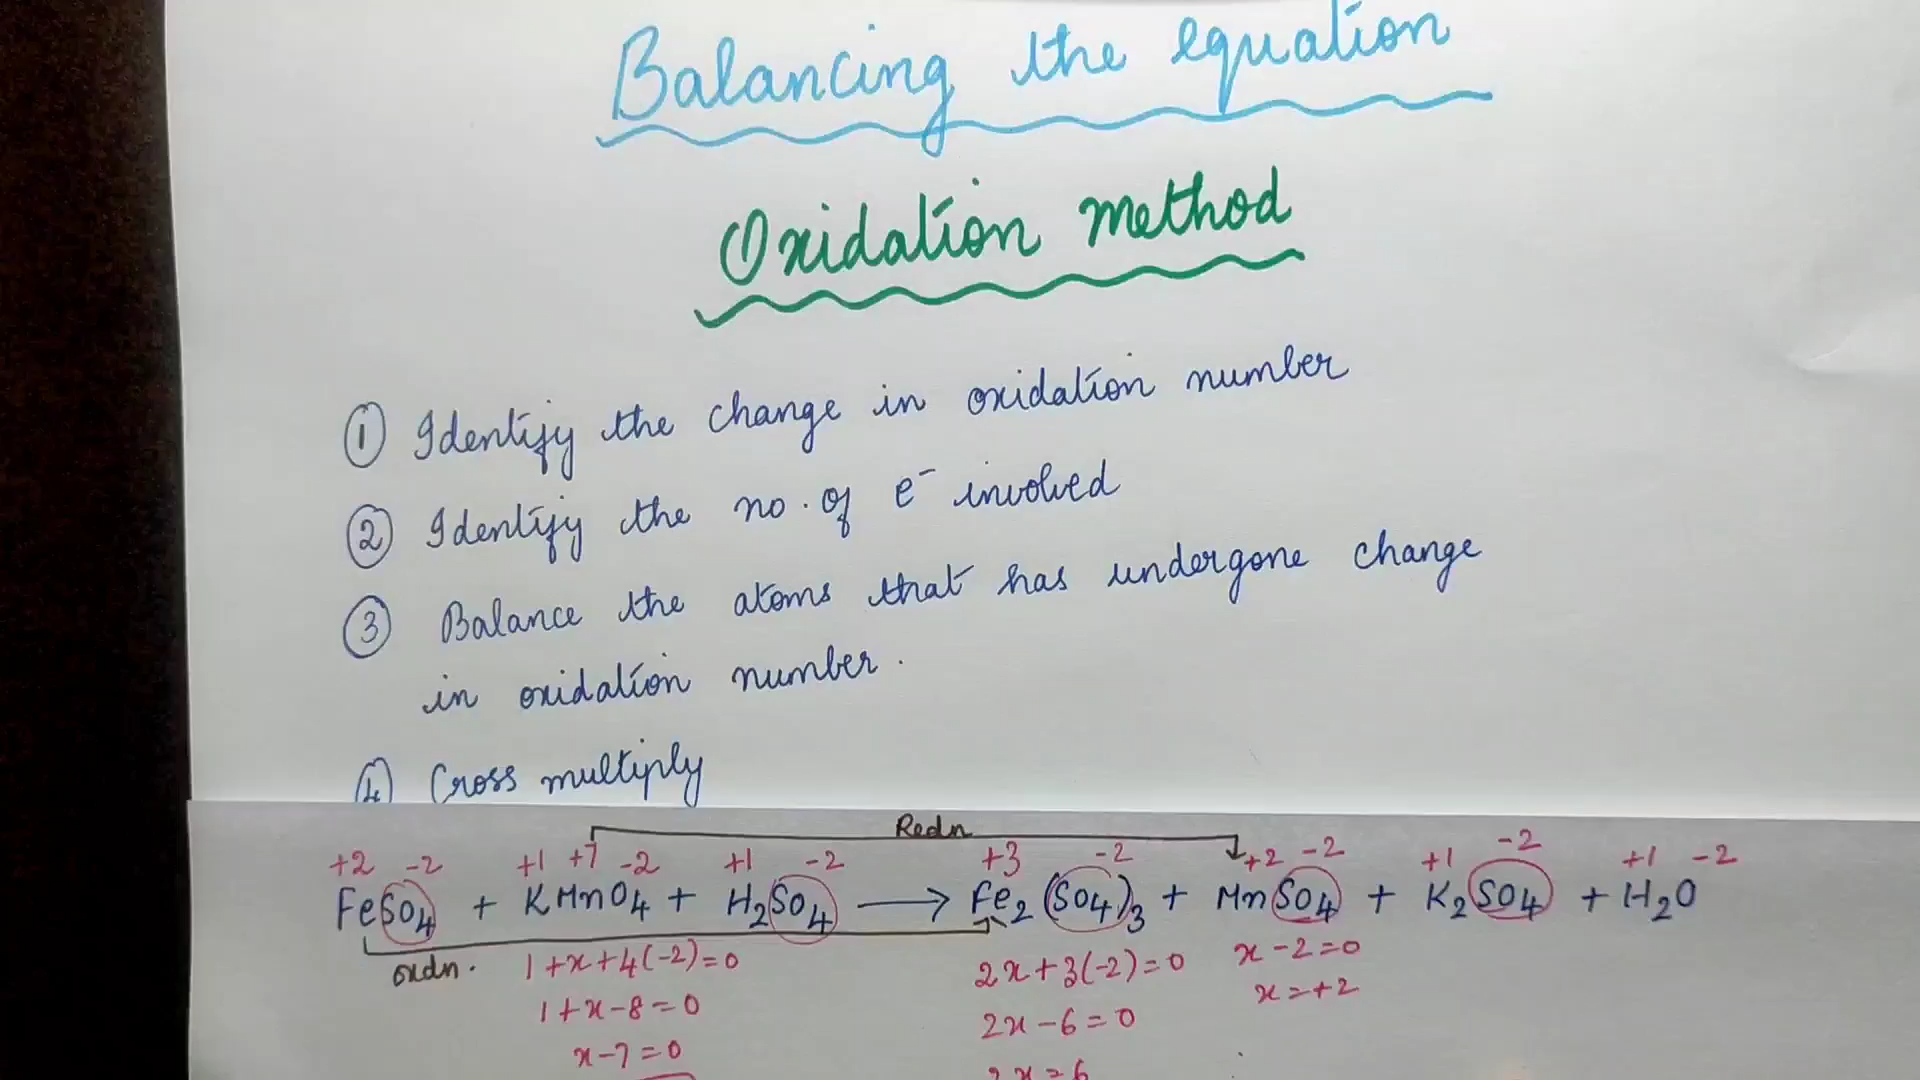 Balancing the equation
Oxidation method
① Identify the change in oxidation number
② Identify the no. of e⁻ involved
③ Balance the atoms that has undergone change
in oxidation number.
④ Cross multiply
Redn
+2 -2 +1 +7 -2 +1 -2 +3 -2 +2 -2 +1 -2 +1 -2
FeSO₄ + KMnO₄ + H₂SO₄ ⟶ Fe₂(SO₄)₃ + MnSO₄ + K₂SO₄ + H₂O
oxdn. 1+x+4(-2)=0 2x+3(-2)=0 x-2=0
1+x-8=0 2x-6=0 x=+2
x-7=0 2x=6